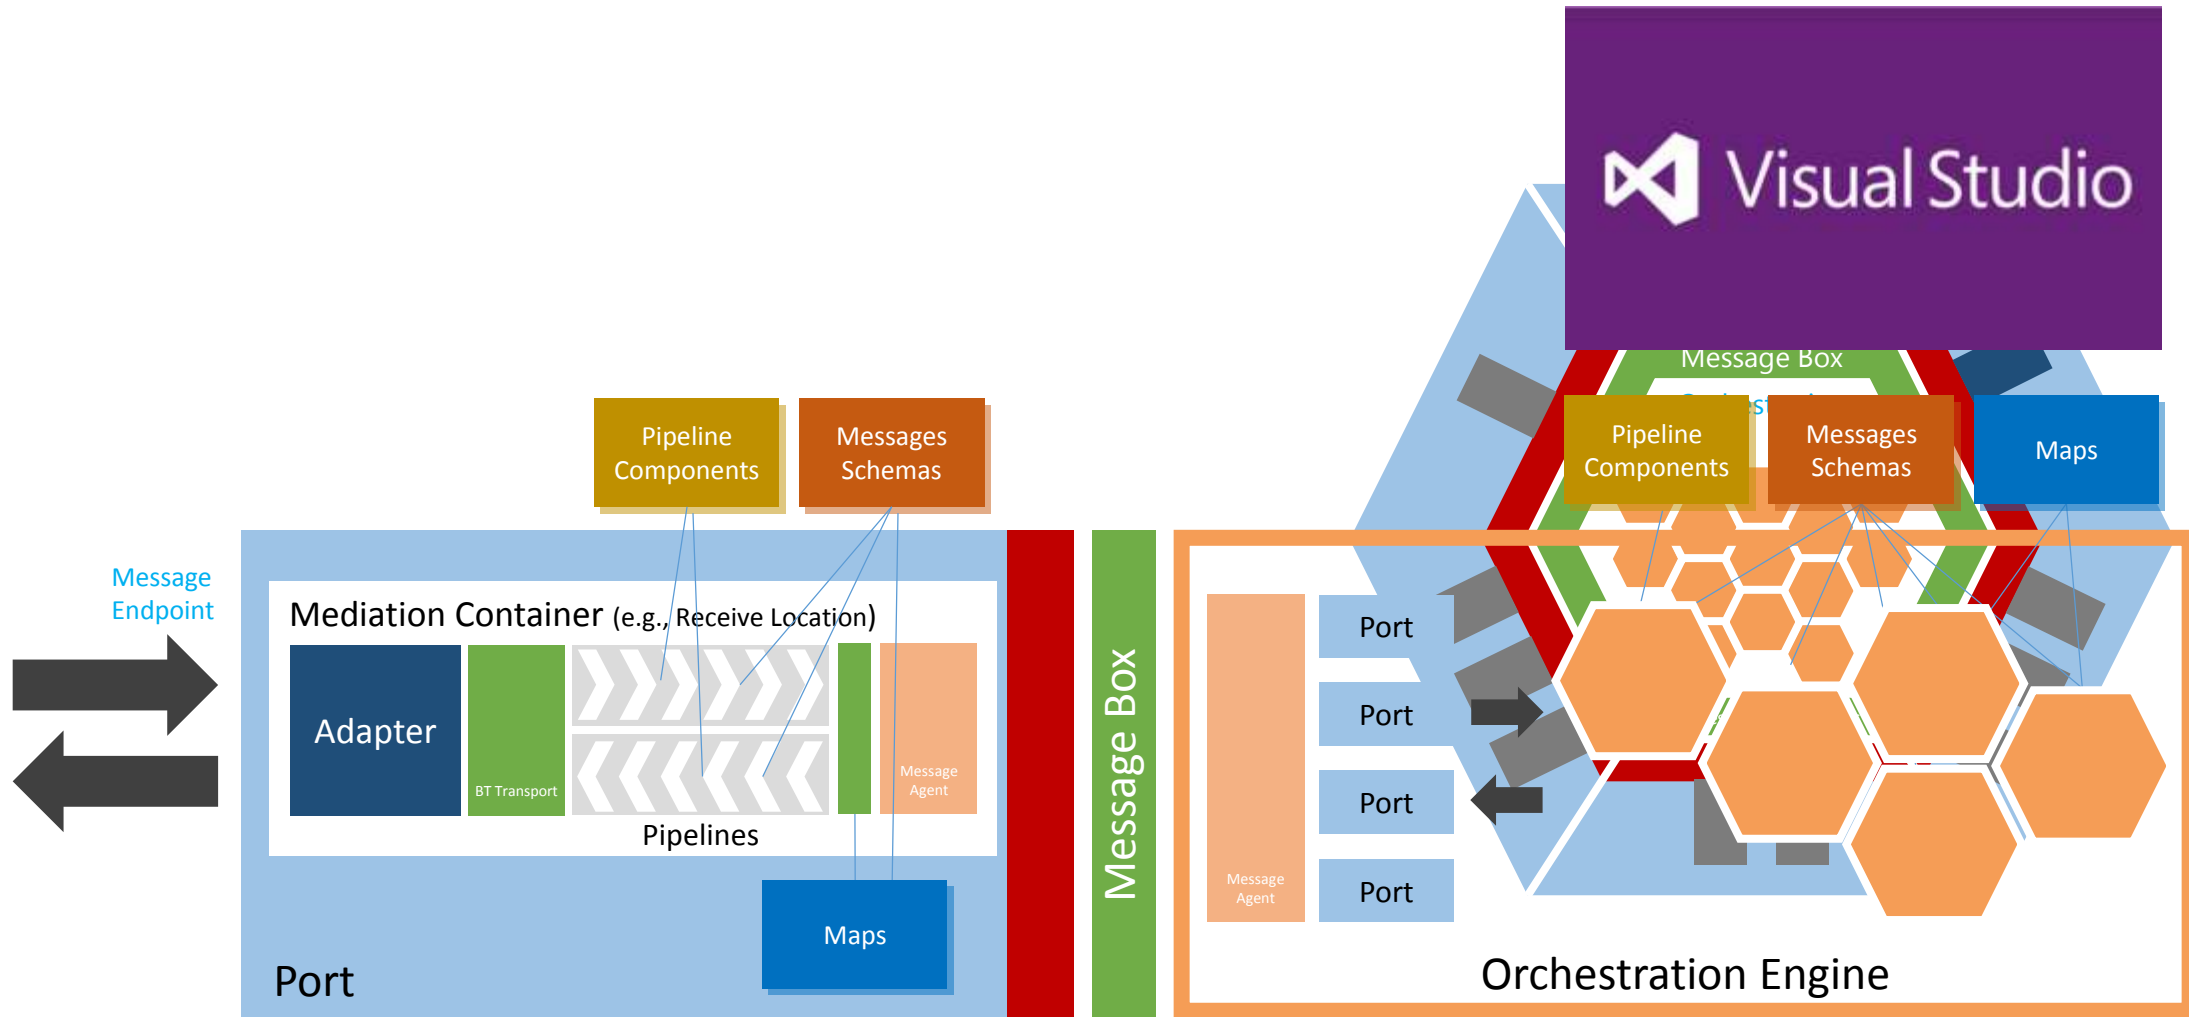 Visual Studio
Message Box
Pipeline
Components
Messages
Schemas
Pipeline
Components
Messages
Schemas
Maps
Message
Endpoint
Mediation Container (e.g., Receive Location)
Adapter
BT Transport
Message
Agent
Pipelines
Maps
Port
Message Box
Message
Agent
Port
Port
Port
Port
Orchestration Engine